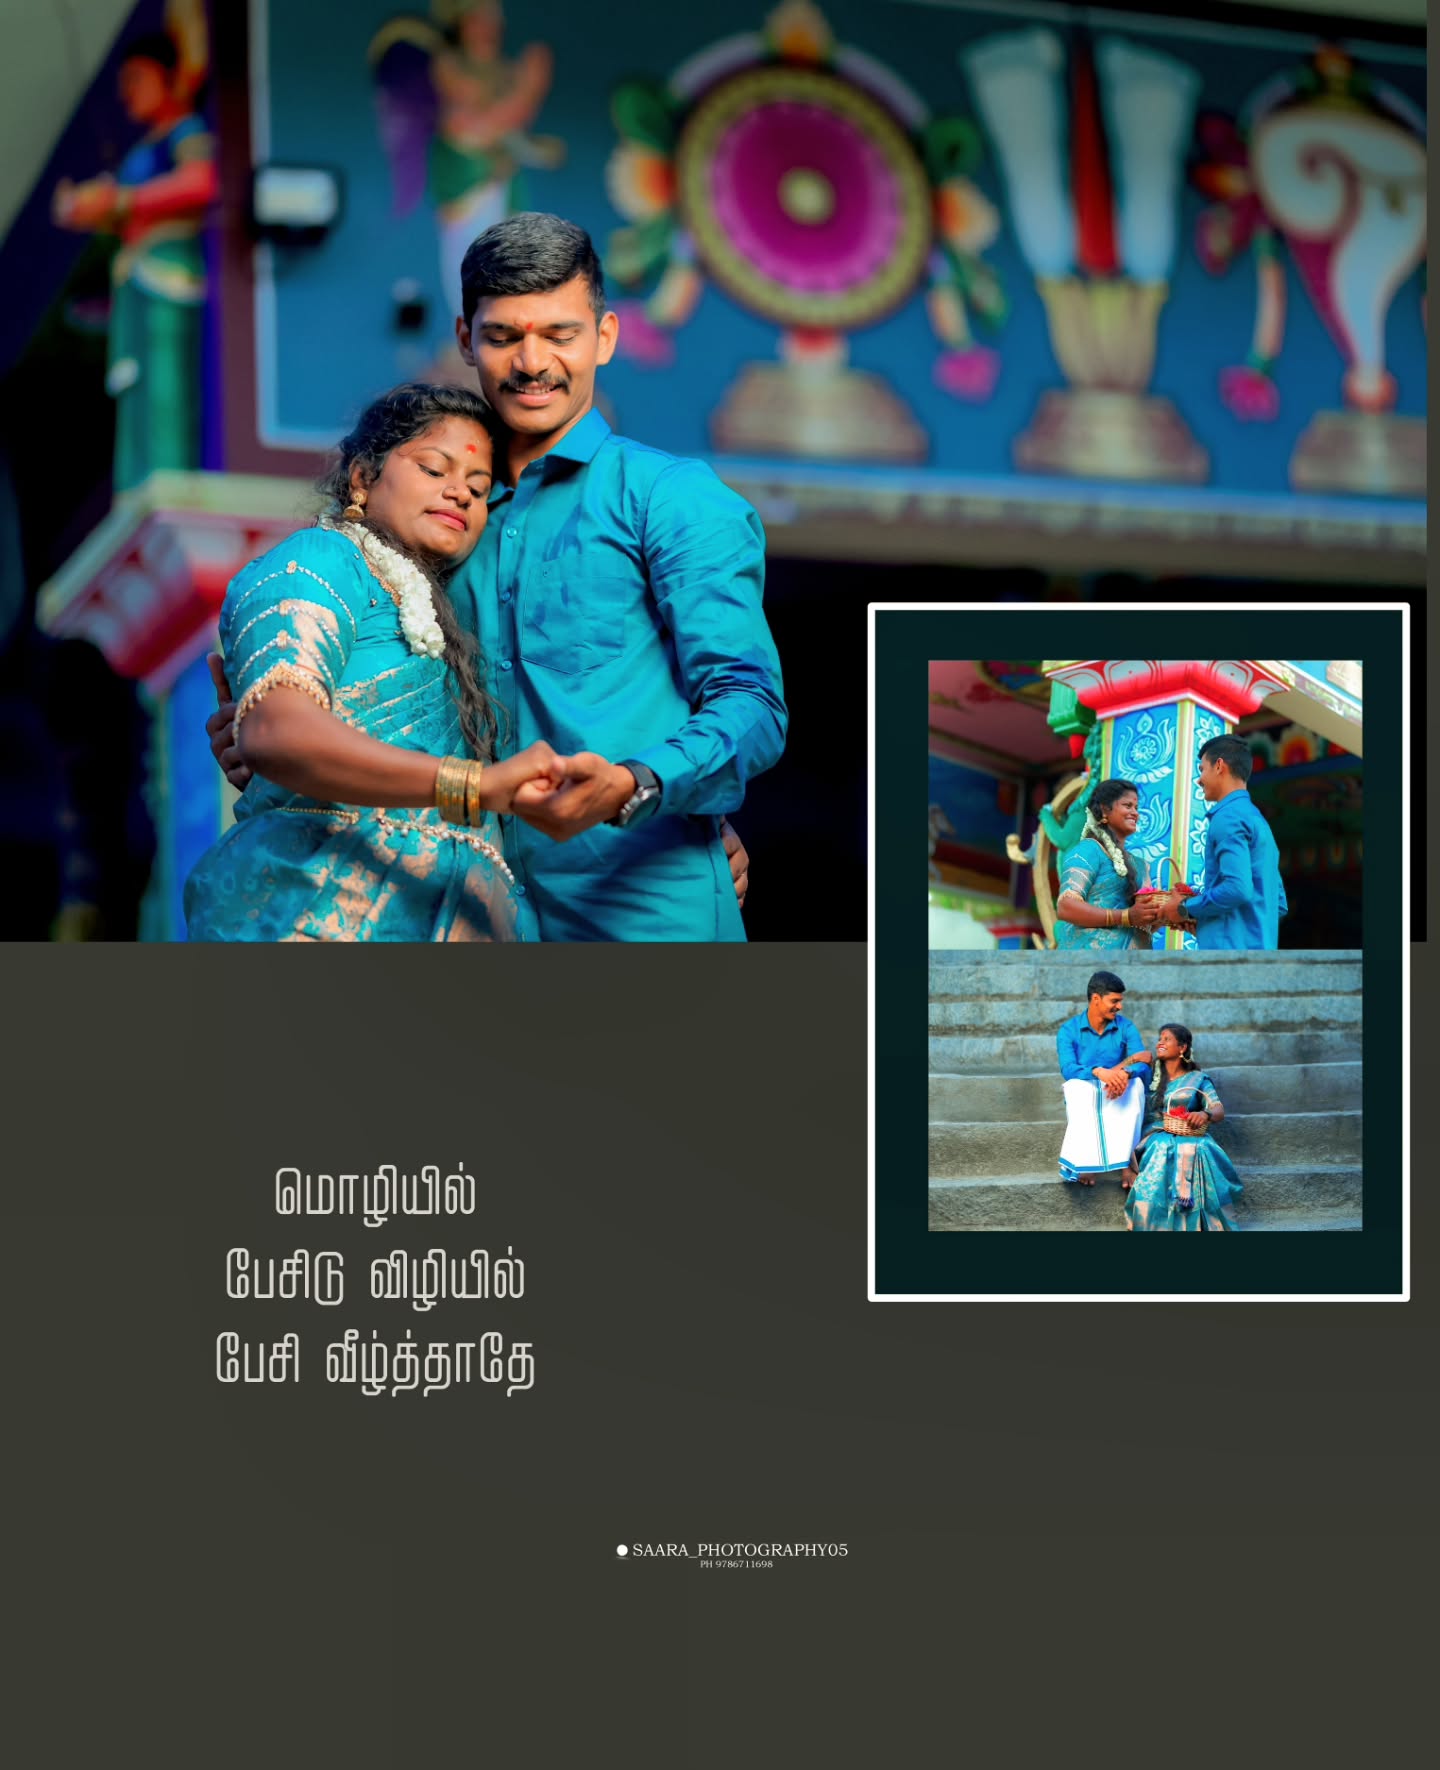 மொழியில்
பேசிடு விழியில்
பேசி வீழ்த்தாதே
SAARA_PHOTOGRAPHY05
PH 9786711698